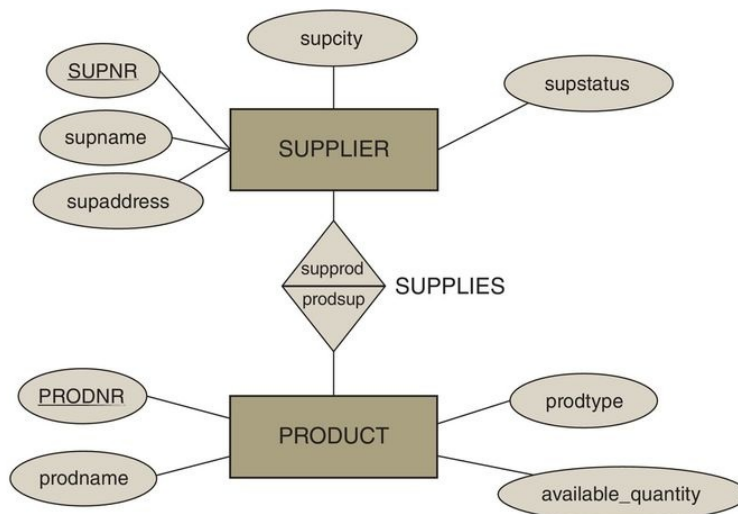 supcity
SUPNR
supstatus
supname
SUPPLIER
supaddress
supprod
prodsup
SUPPLIES
PRODNR
prodtype
PRODUCT
prodname
available_quantity